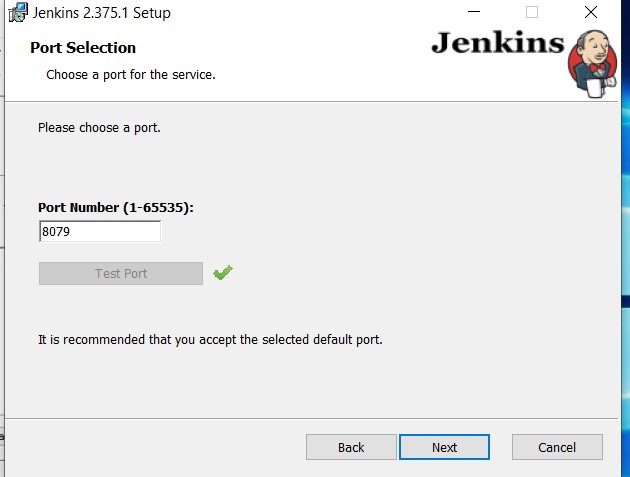 Jenkins 2.375.1 Setup
Port Selection
Choose a port for the service.
Jenkins
Please choose a port.
Port Number (1-65535):
8079
Test Port
It is recommended that you accept the selected default port.
Back
Next
Cancel